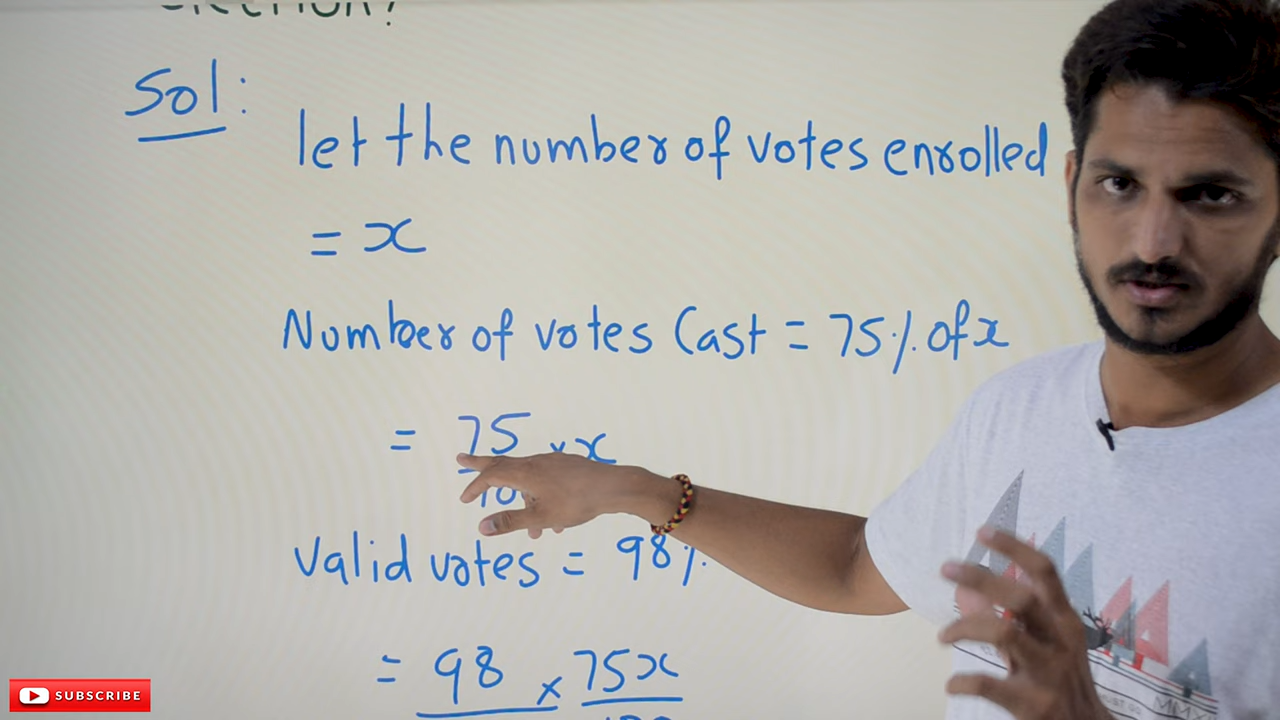 Sol:
let the number of votes enrolled
= x
Number of votes Cast = 75% of x
= 75 × x
10
Valid votes = 98%
= 98 × 75x
SUBSCRIBE